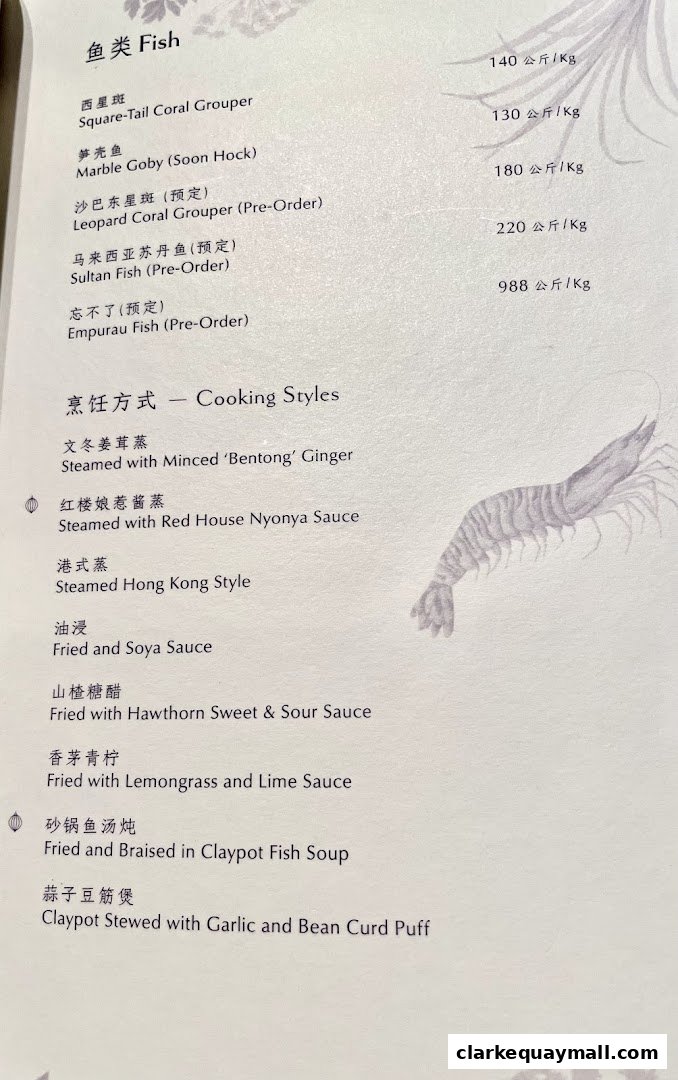 鱼类 Fish
西星斑
Square-Tail Coral Grouper
140 公斤/Kg
笋壳鱼
Marble Goby (Soon Hock)
130 公斤/Kg
沙巴东星斑 (预定)
Leopard Coral Grouper (Pre-Order)
180 公斤/Kg
马来西亚苏丹鱼(预定)
Sultan Fish (Pre-Order)
220 公斤/Kg
忘不了(预定)
Empurau Fish (Pre-Order)
988 公斤/Kg
烹饪方式 — Cooking Styles
文冬姜茸蒸
Steamed with Minced ‘Bentong’ Ginger
红楼娘惹酱蒸
Steamed with Red House Nyonya Sauce
港式蒸
Steamed Hong Kong Style
油浸
Fried and Soya Sauce
山楂糖醋
Fried with Hawthorn Sweet & Sour Sauce
香茅青柠
Fried with Lemongrass and Lime Sauce
砂锅鱼汤炖
Fried and Braised in Claypot Fish Soup
蒜子豆筋煲
Claypot Stewed with Garlic and Bean Curd Puff
clarkequaymall.com